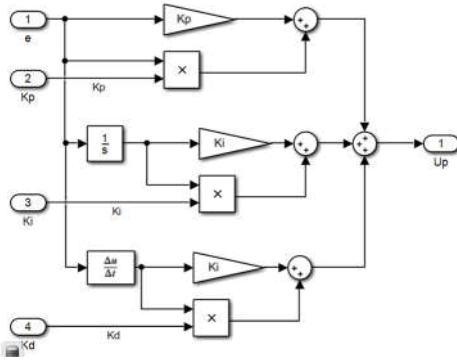 1
e
Kp
+
+
2
Kp
Kp
×
1/s
Ki
+
+
+
+
+
1
Up
3
Ki
Ki
×
Δu/Δt
Ki
+
+
4
Kd
Kd
×